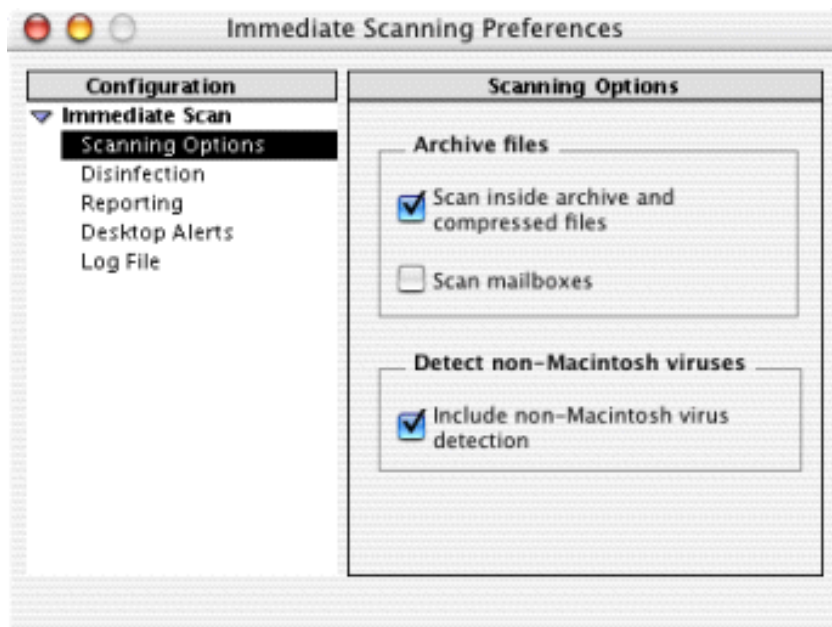 Immediate Scanning Preferences
Configuration
Immediate Scan
Scanning Options
Disinfection
Reporting
Desktop Alerts
Log File
Scanning Options
Archive files
Scan inside archive and
compressed files
Scan mailboxes
Detect non-Macintosh viruses
Include non-Macintosh virus
detection